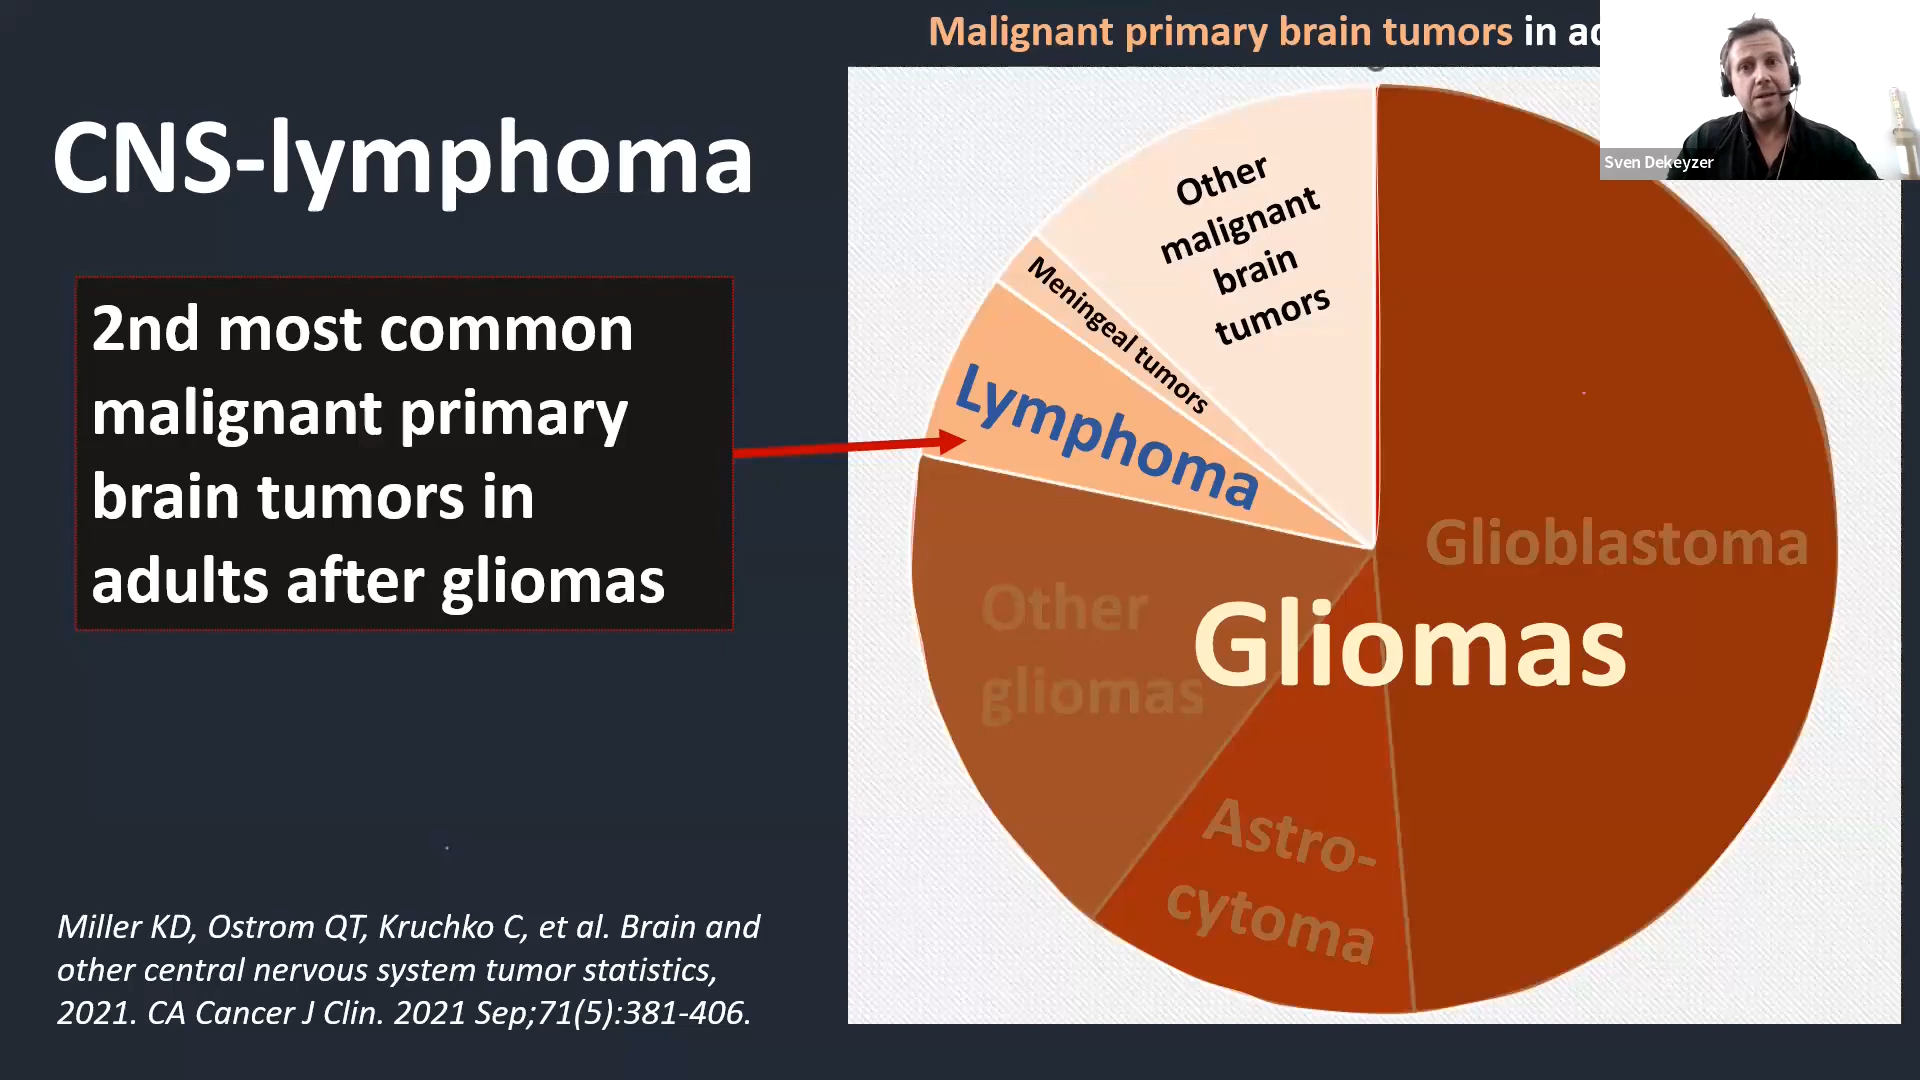 Malignant primary brain tumors in
Sven Dekeyzer
CNS-lymphoma
2nd most common
malignant primary
brain tumors in
adults after gliomas
Other
malignant
brain
tumors
Meningeal tumors
Lymphoma
Glioblastoma
Other
gliomas
Gliomas
Astro-
cytoma
Miller KD, Ostrom QT, Kruchko C, et al. Brain and
other central nervous system tumor statistics,
2021. CA Cancer J Clin. 2021 Sep;71(5):381-406.